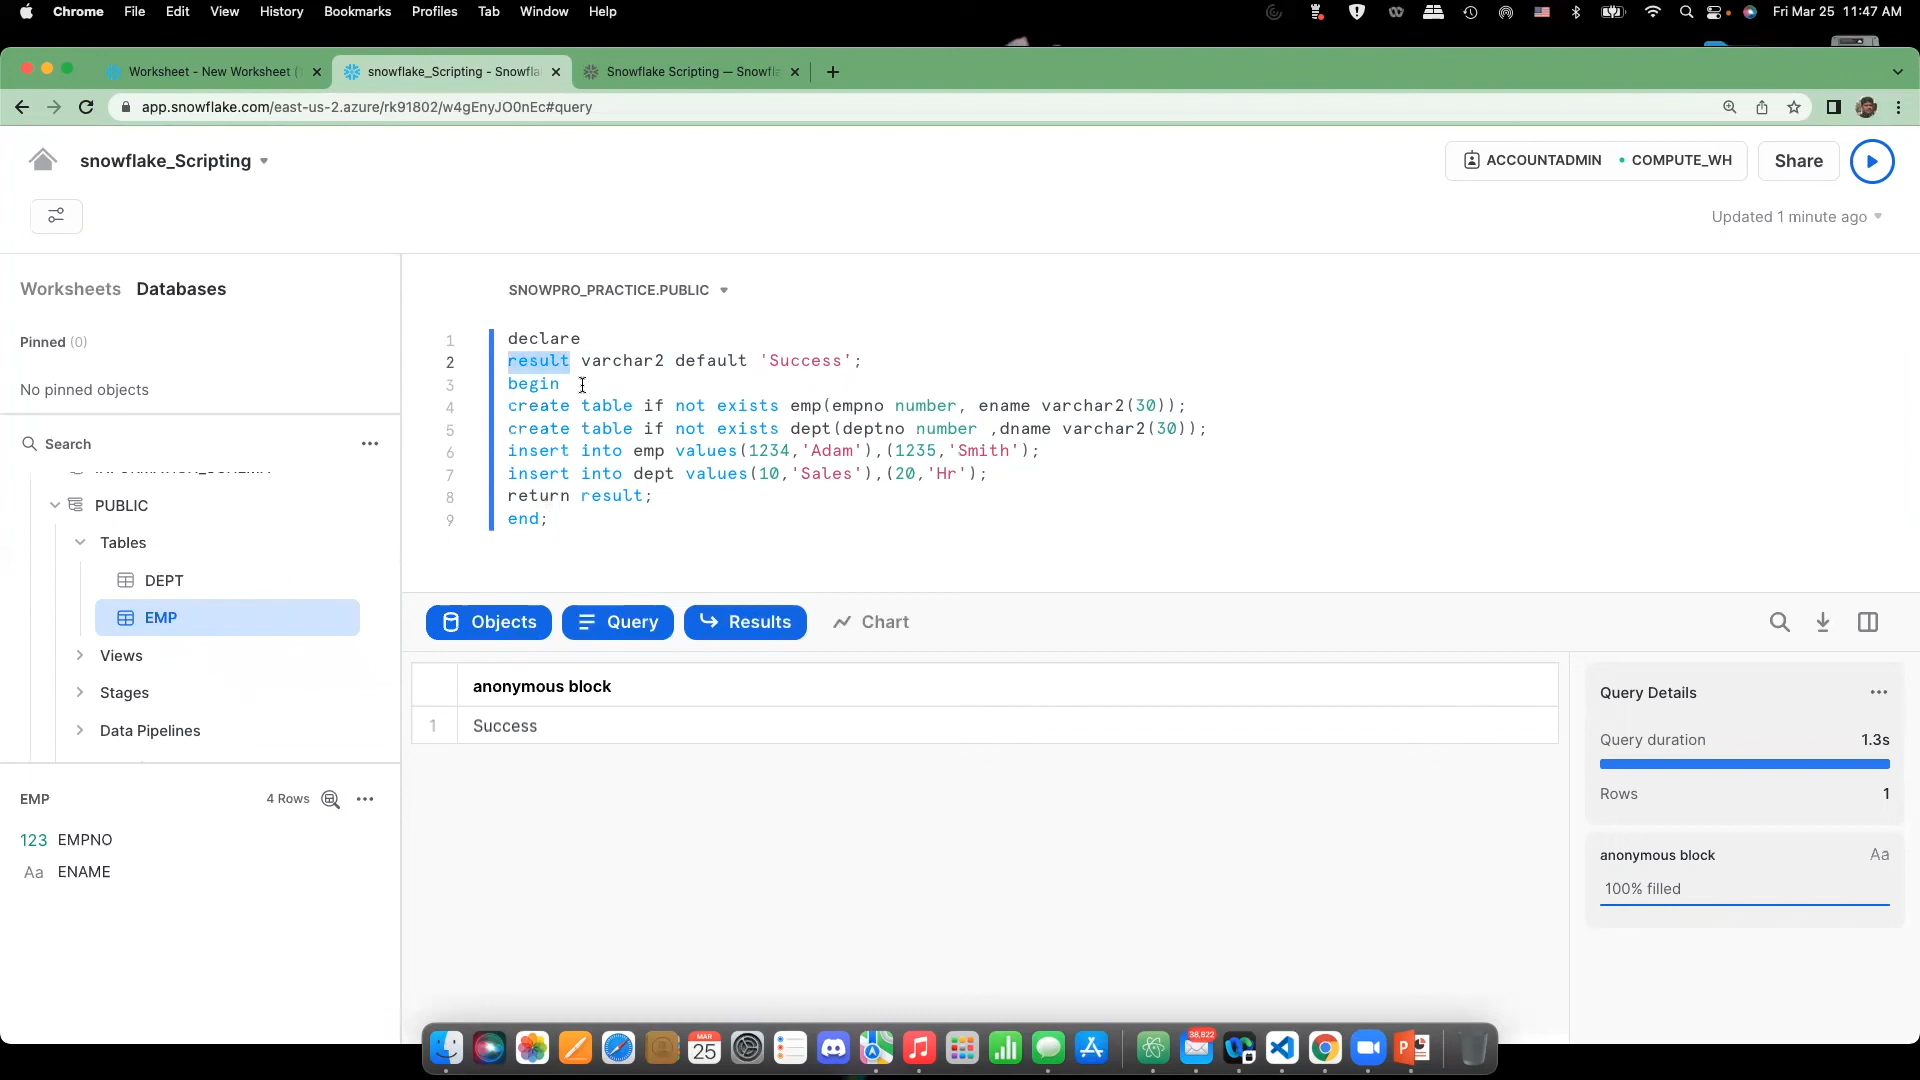 Chrome File Edit View History Bookmarks Profiles Tab Window Help Fri Mar 25 11:47 AM
Worksheet - New Worksheet ( snowflake_Scripting - Snowfla Snowflake Scripting — Snowfla
app.snowflake.com/east-us-2.azure/rk91802/w4gEnyJO0nEc#query
snowflake_Scripting ACCOUNTADMIN COMPUTE_WH Share
Updated 1 minute ago
Worksheets Databases
SNOWPRO_PRACTICE.PUBLIC
Pinned (0)
No pinned objects
1 declare
2 result varchar2 default 'Success';
3 begin
4 create table if not exists emp(empno number, ename varchar2(30));
5 create table if not exists dept(deptno number ,dname varchar2(30));
6 insert into emp values(1234,'Adam'),(1235,'Smith');
7 insert into dept values(10,'Sales'),(20,'Hr');
8 return result;
9 end;
Search
PUBLIC
Tables
DEPT
EMP
Views
Stages
Data Pipelines
Objects Query Results Chart
anonymous block
1 Success
Query Details
Query duration 1.3s
Rows 1
anonymous block Aa
100% filled
EMP 4 Rows
123 EMPNO
Aa ENAME
MAR
25
38,822